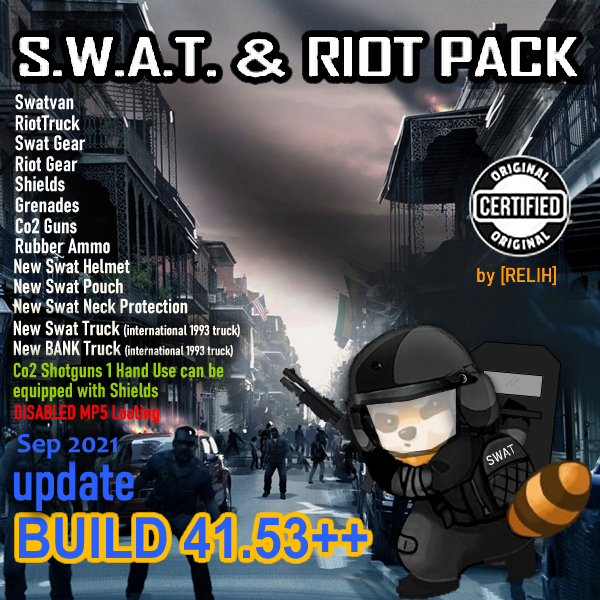 S.W.A.T. & RIOT PACK
Swatvan
RiotTruck
Swat Gear
Riot Gear
Shields
Grenades
Co2 Guns
Rubber Ammo
New Swat Helmet
New Swat Pouch
New Swat Neck Protection
New Swat Truck (international 1993 truck)
New BANK Truck (international 1993 truck)
Co2 Shotguns 1 Hand Use can be
equipped with Shields
DISABLED MP5 Looting
Sep 2021
update
BUILD 41.53++
ORIGINAL
CERTIFIED
ORIGINAL
by [RELIH]
SWAT